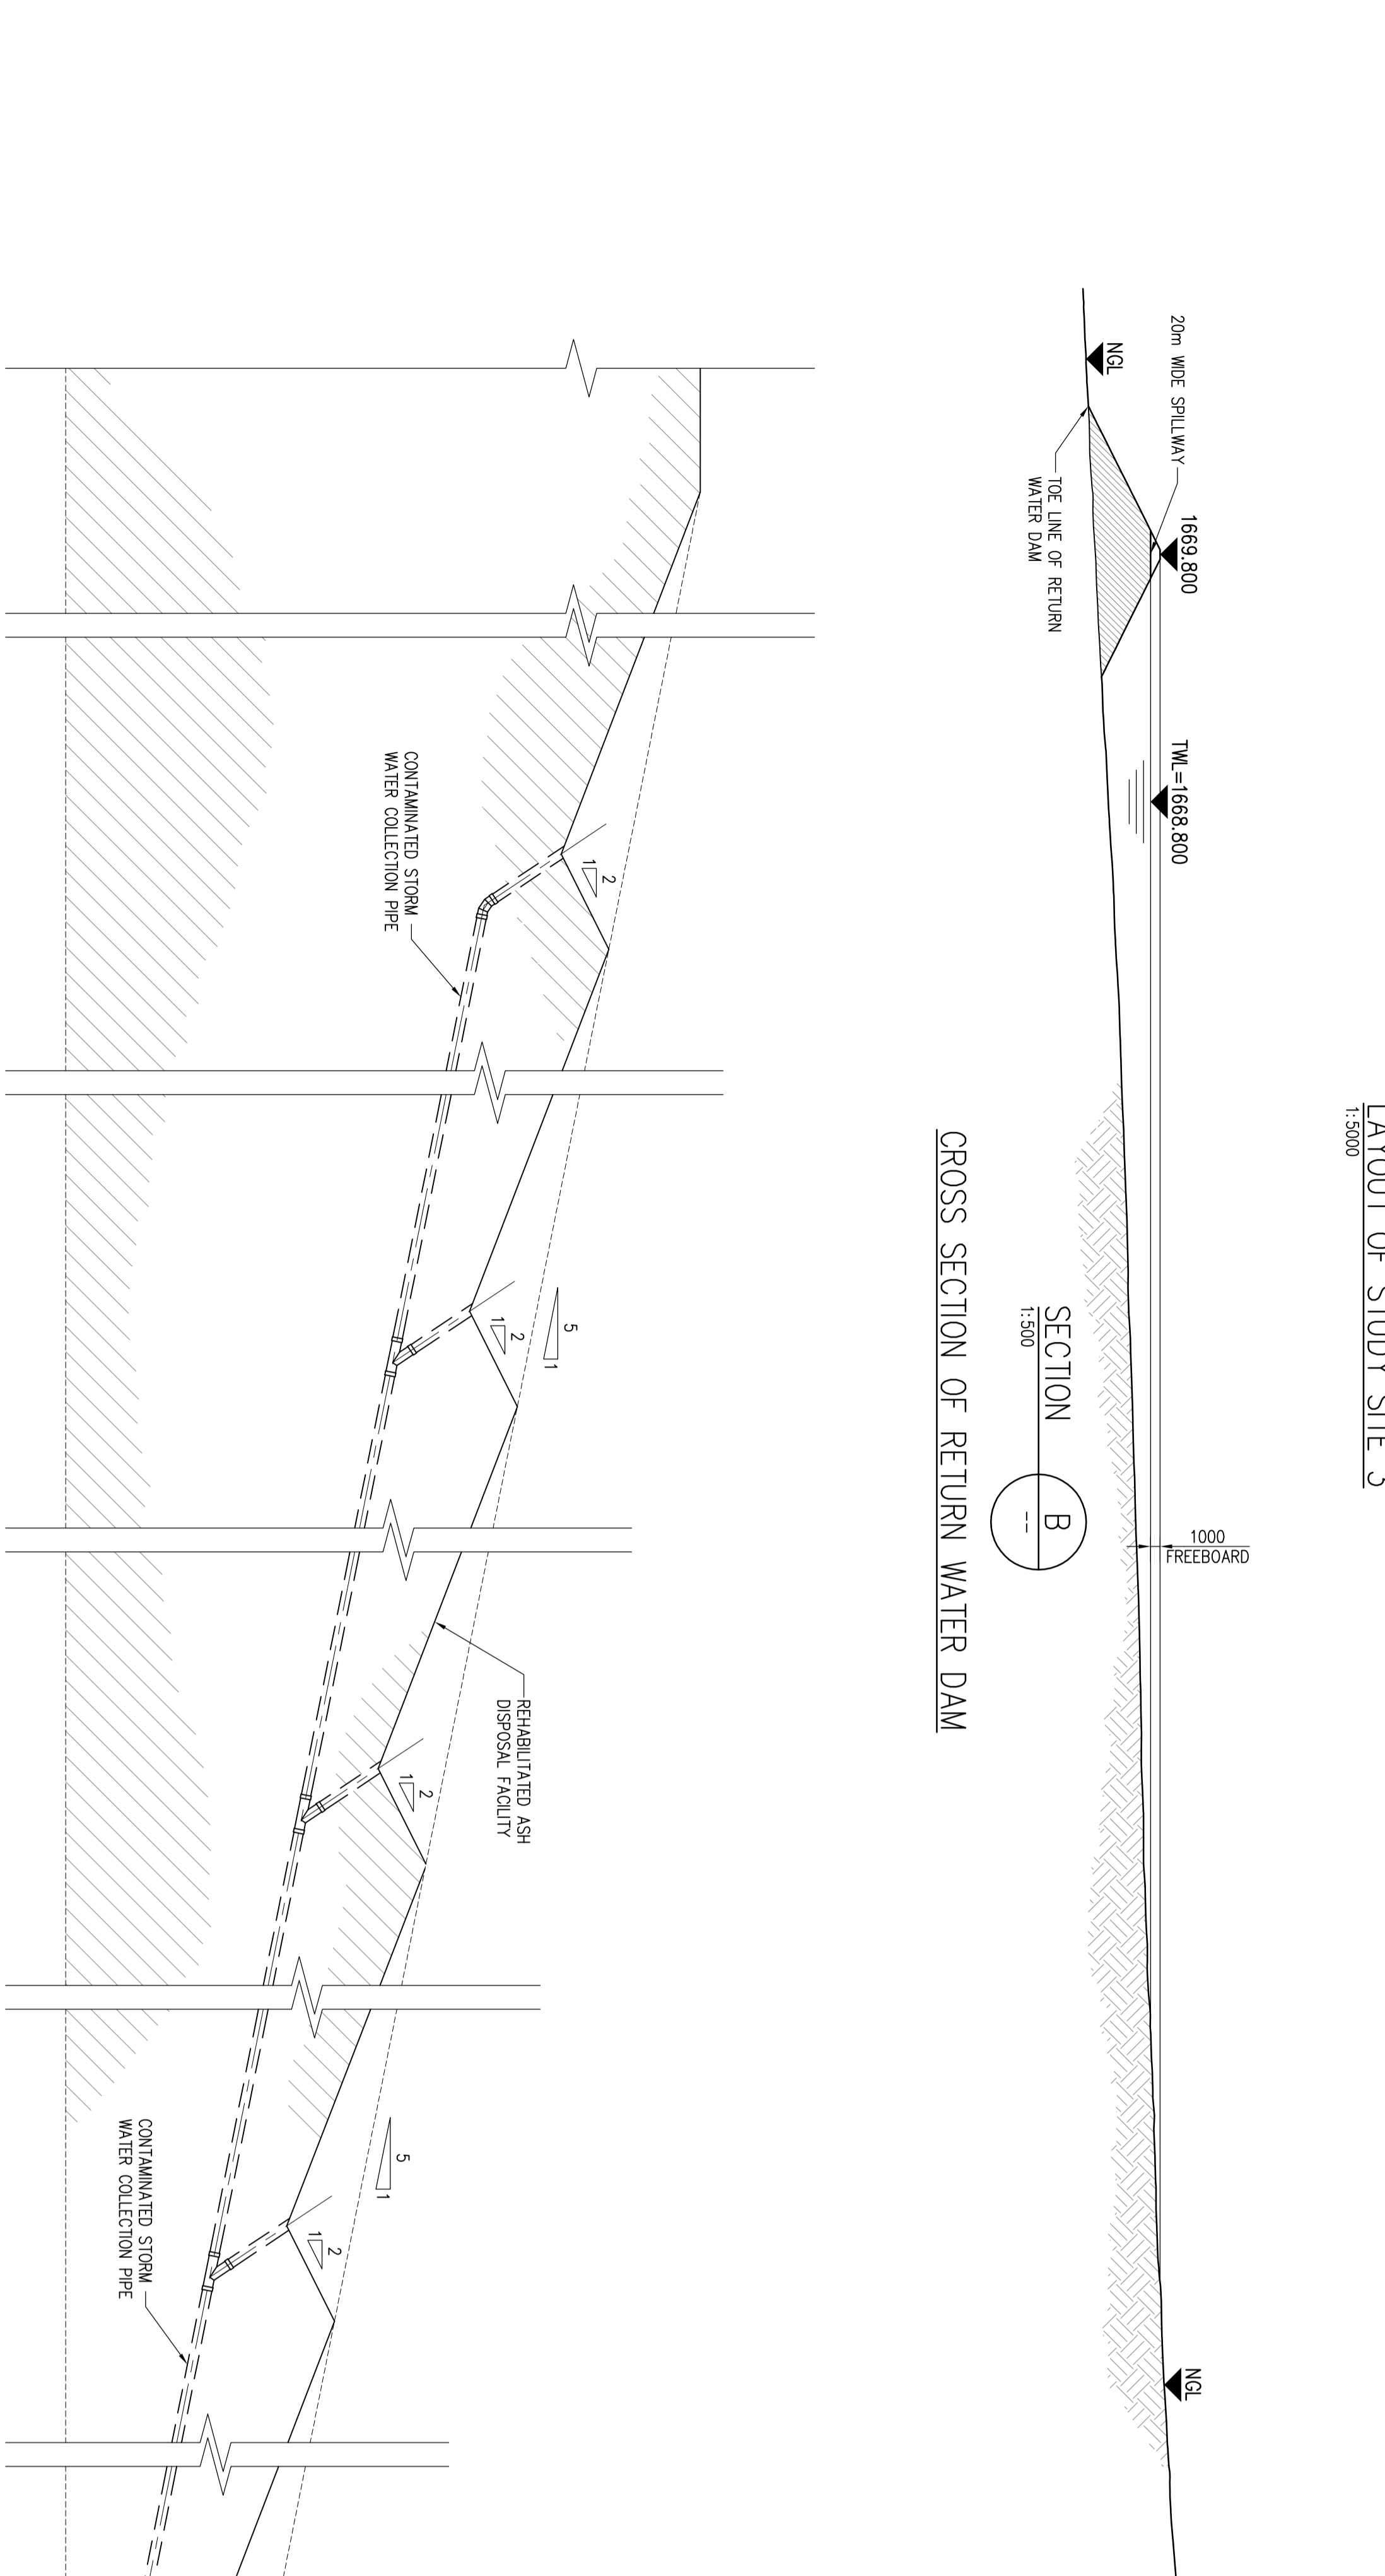 LAYOUT OF STUDY SITE 3
1:5000
NGL
20m WIDE SPILLWAY
1669.800
TOE LINE OF RETURN
WATER DAM
TWL=1668.800
1000
FREEBOARD
NGL
SECTION
1:500
B
--
CROSS SECTION OF RETURN WATER DAM
2
1
CONTAMINATED STORM
WATER COLLECTION PIPE
5
1
2
1
REHABILITATED ASH
DISPOSAL FACILITY
2
1
5
1
2
1
CONTAMINATED STORM
WATER COLLECTION PIPE